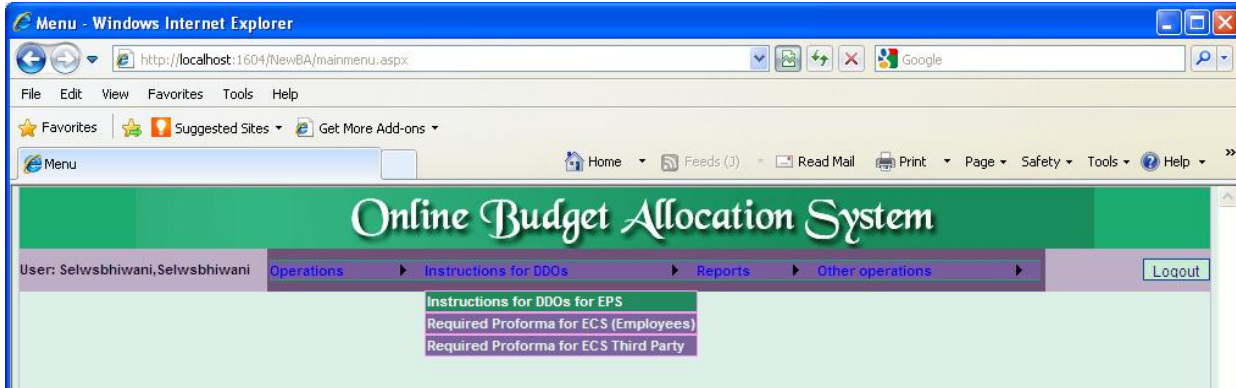 Menu - Windows Internet Explorer
http://localhost:1604/NewBA/mainmenu.aspx Google
File Edit View Favorites Tools Help
Favorites Suggested Sites Get More Add-ons
Menu Home Feeds (J) Read Mail Print Page Safety Tools Help »
Online Budget Allocation System
User: Selwsbhiwani,Selwsbhiwani Operations Instructions for DDOs Reports Other operations Logout
Instructions for DDOs for EPS
Required Proforma for ECS (Employees)
Required Proforma for ECS Third Party